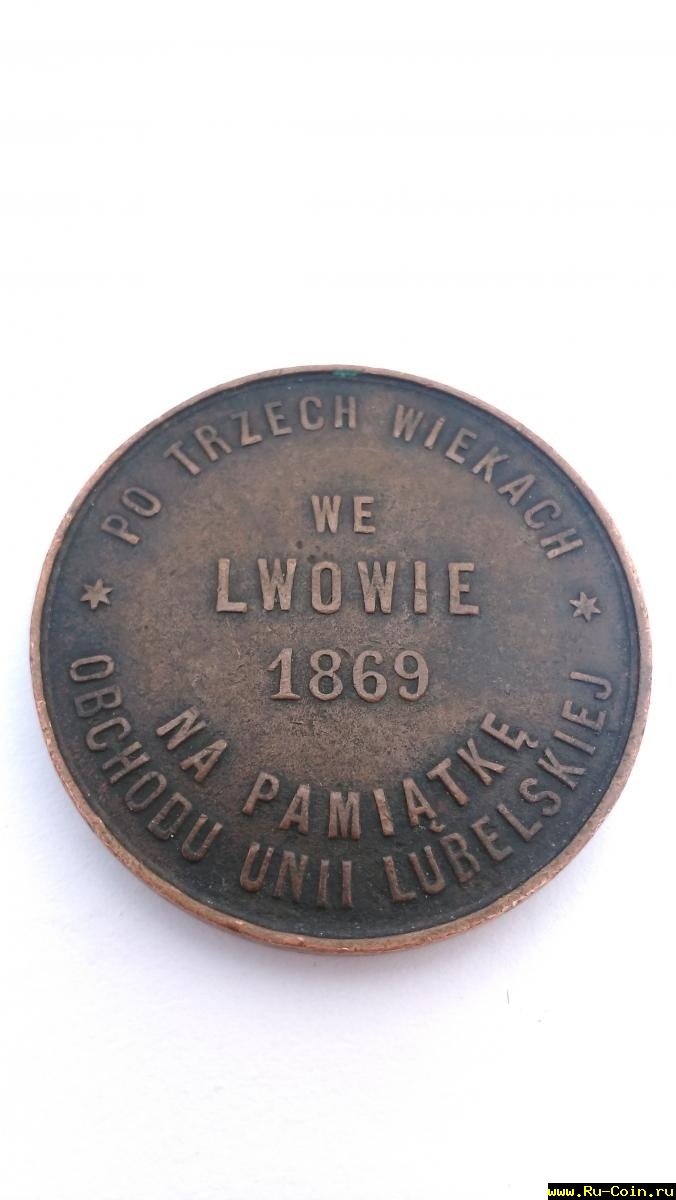 PO TRZECH WIEKACH
WE
LWOWIE
1869
NA PAMIĄTKĘ
OBCHODU UNII LUBELSKIEJ
www.Ru-Coin.ru